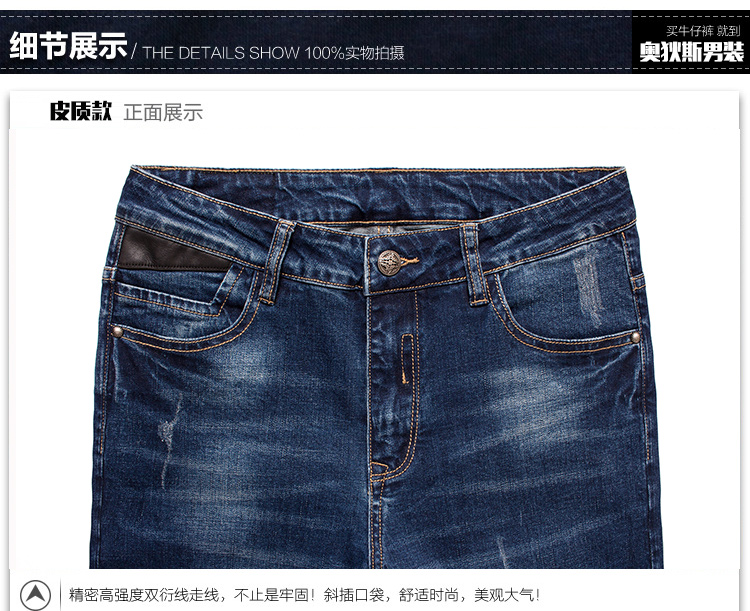 细节展示/ THE DETAILS SHOW 100%实物拍摄
买牛仔裤 就到
奥狄斯男装
皮质款 正面展示
精密高强度双衍线走线，不止是牢固！斜插口袋，舒适时尚，美观大气！